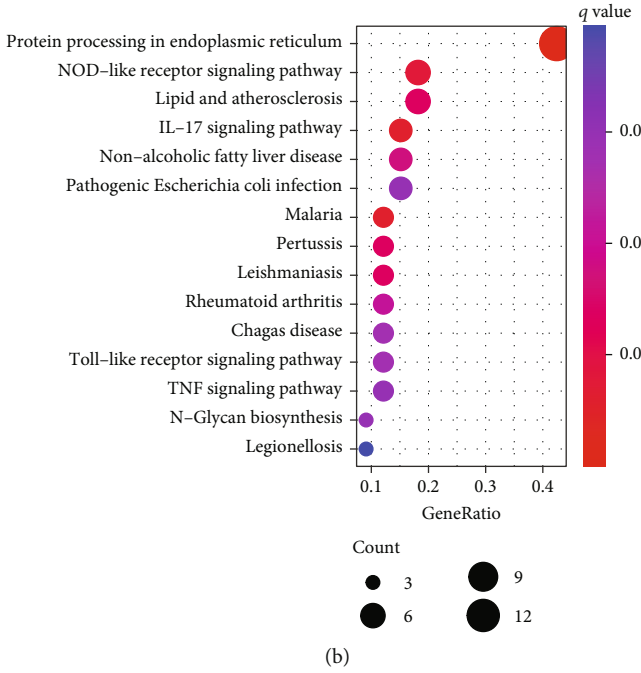 q value
Protein processing in endoplasmic reticulum
NOD–like receptor signaling pathway
Lipid and atherosclerosis
IL–17 signaling pathway
Non–alcoholic fatty liver disease
Pathogenic Escherichia coli infection
Malaria
Pertussis
Leishmaniasis
Rheumatoid arthritis
Chagas disease
Toll–like receptor signaling pathway
TNF signaling pathway
N–Glycan biosynthesis
Legionellosis
0.0
0.0
0.0
0.1 0.2 0.3 0.4
GeneRatio
Count
3 9
6 12
(b)